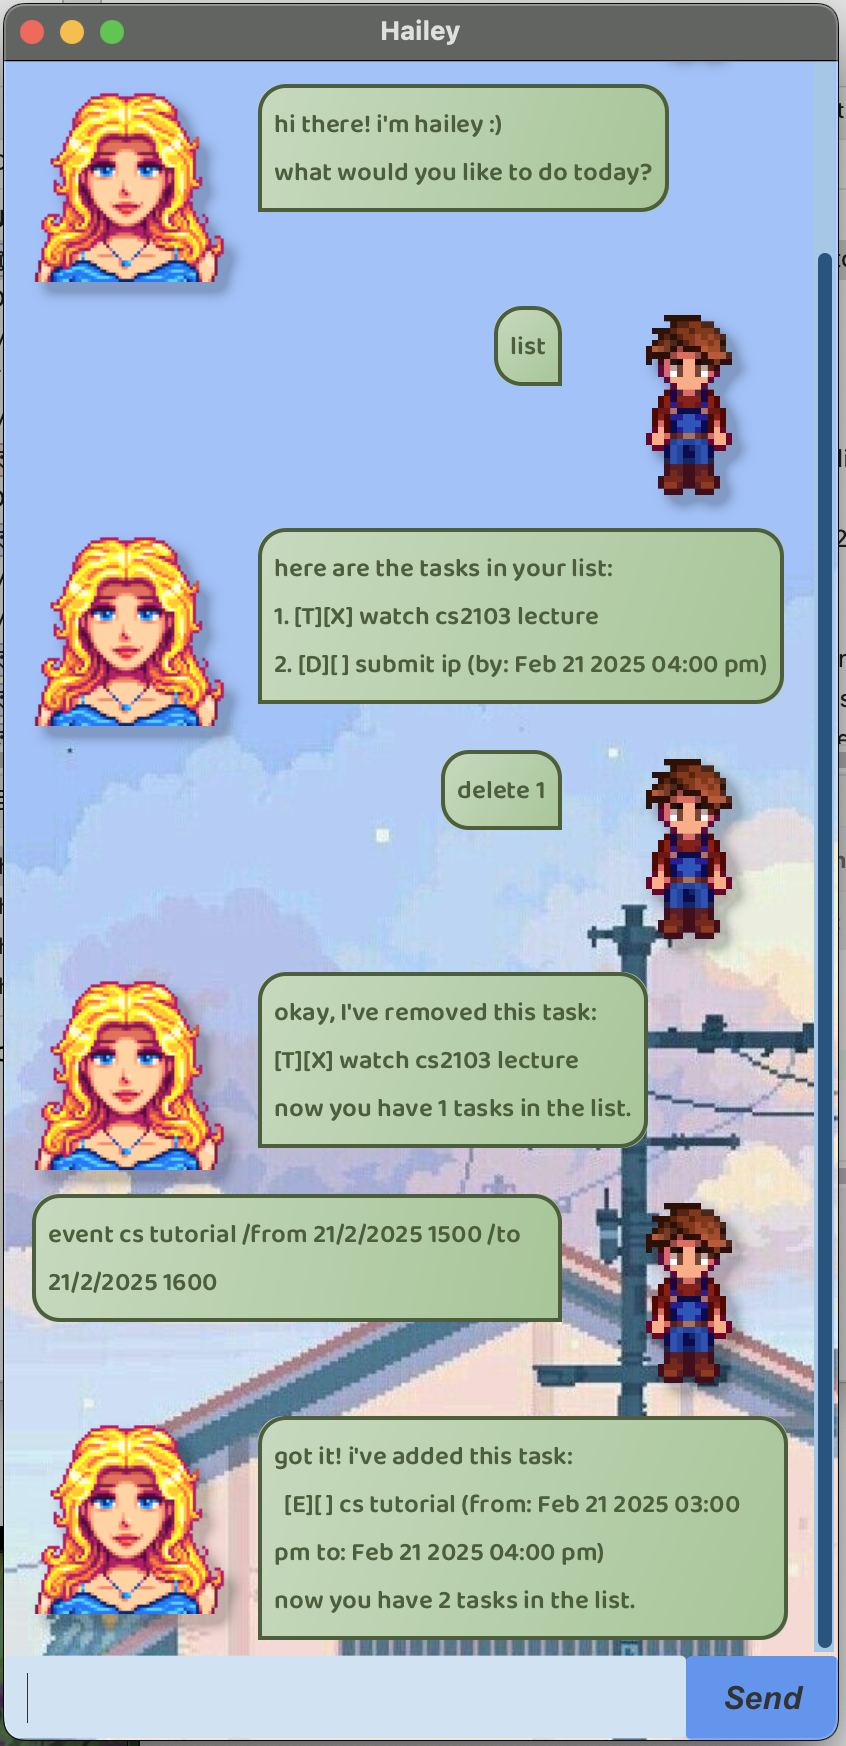 Hailey
hi there! i'm hailey :)
what would you like to do today?
list
here are the tasks in your list:
1. [T][X] watch cs2103 lecture
2. [D][ ] submit ip (by: Feb 21 2025 04:00 pm)
delete 1
okay, I've removed this task:
[T][X] watch cs2103 lecture
now you have 1 tasks in the list.
event cs tutorial /from 21/2/2025 1500 /to
21/2/2025 1600
got it! i've added this task:
[E][ ] cs tutorial (from: Feb 21 2025 03:00
pm to: Feb 21 2025 04:00 pm)
now you have 2 tasks in the list.
Send